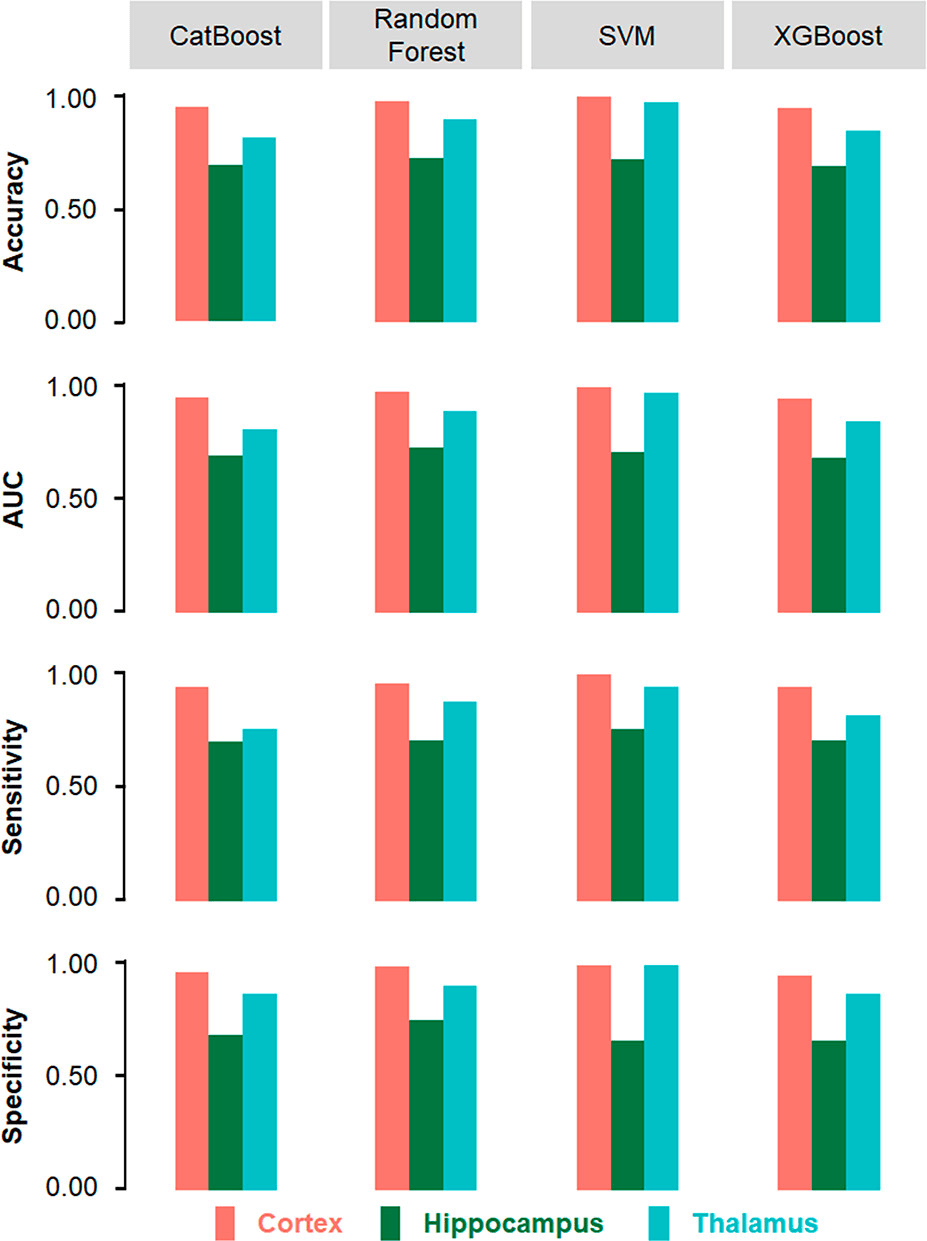 CatBoost
Random
Forest
SVM
XGBoost
Accuracy
1.00
0.50
0.00
AUC
1.00
0.50
0.00
Sensitivity
1.00
0.50
0.00
Specificity
1.00
0.50
0.00
Cortex
Hippocampus
Thalamus